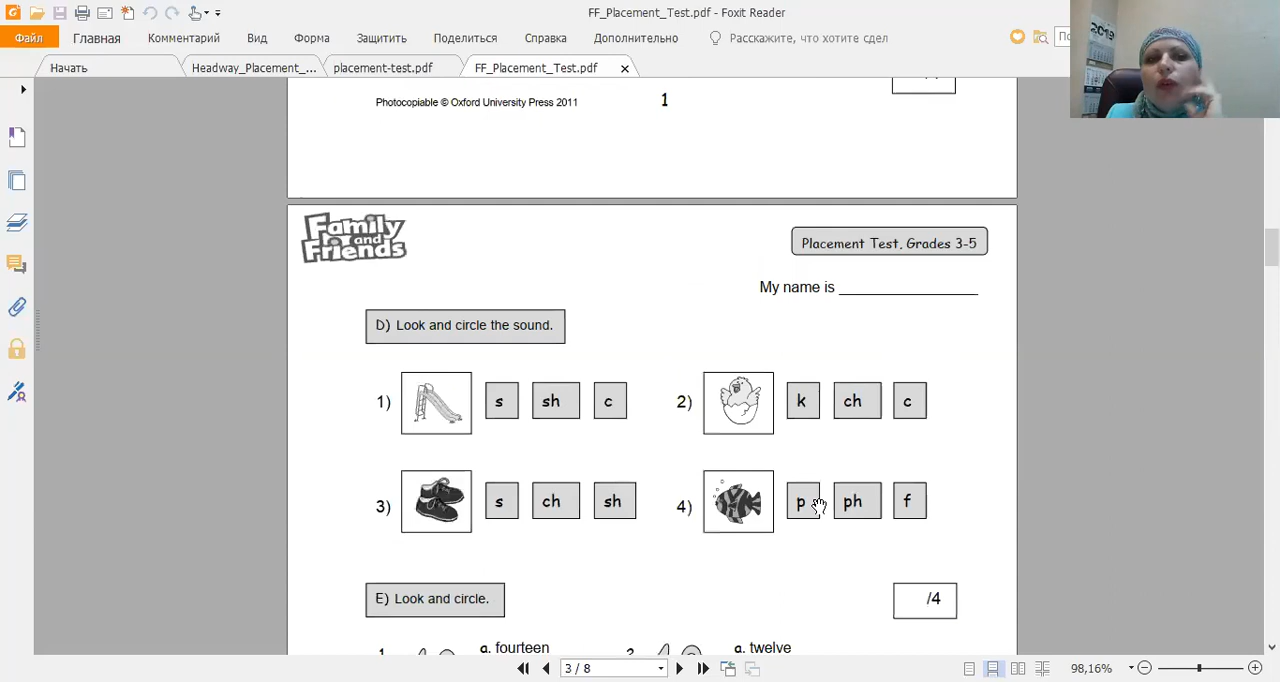 FF_Placement_Test.pdf - Foxit Reader
Файл Главная Комментарий Вид Форма Защитить Поделиться Справка Дополнительно Расскажите, что хотите сдел
Начать Headway_Placement_... placement-test.pdf FF_Placement_Test.pdf
Photocopiable © Oxford University Press 2011 1
Family and Friends
Placement Test, Grades 3-5
My name is ________________
D) Look and circle the sound.
1) s sh c 2) k ch c
3) s ch sh 4) p ph f
E) Look and circle. /4
a. fourteen a. twelve
3 / 8 98,16%